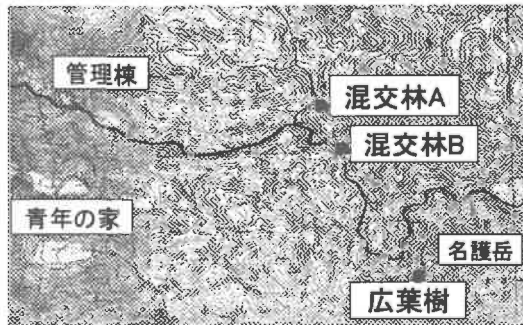 管理棟
混交林A
混交林B
青年の家
名護岳
広葉樹